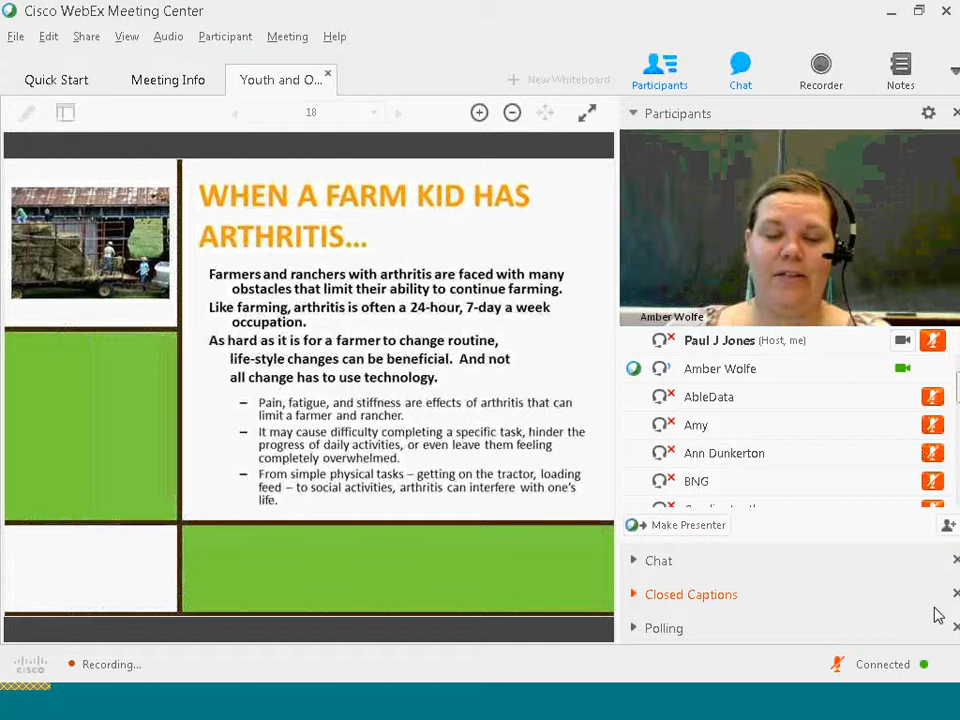 Cisco WebEx Meeting Center
File Edit Share View Audio Participant Meeting Help
Quick Start Meeting Info Youth and O... New Whiteboard
Participants Chat Recorder Notes
18
Participants
WHEN A FARM KID HAS
ARTHRITIS...
Farmers and ranchers with arthritis are faced with many
obstacles that limit their ability to continue farming.
Like farming, arthritis is often a 24-hour, 7-day a week
occupation.
As hard as it is for a farmer to change routine,
life-style changes can be beneficial. And not
all change has to use technology.
– Pain, fatigue, and stiffness are effects of arthritis that can
limit a farmer and rancher.
– It may cause difficulty completing a specific task, hinder the
progress of daily activities, or even leave them feeling
completely overwhelmed.
– From simple physical tasks – getting on the tractor, loading
feed – to social activities, arthritis can interfere with one's
life.
Amber Wolfe
Paul J Jones (Host, me)
Amber Wolfe
AbleData
Amy
Ann Dunkerton
BNG
Make Presenter
Chat
Closed Captions
Polling
cisco
Recording...
Connected